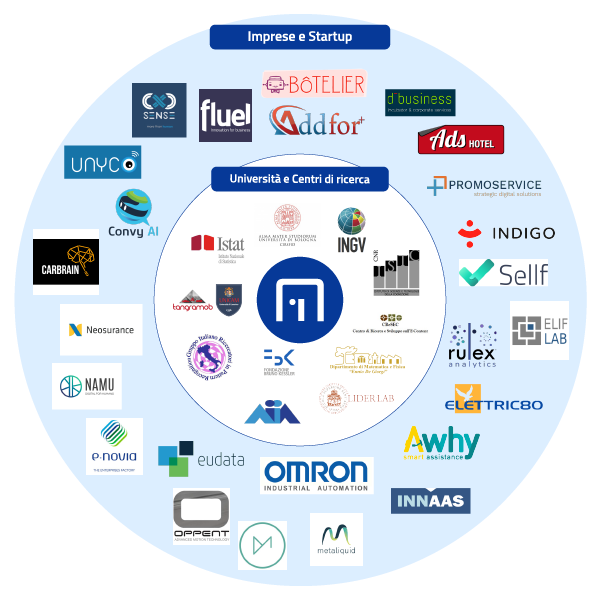 Imprese e Startup
BOTELIER
SENSE
fluel
innovation for business
d business
incubator & corporate services
Addfor+
Ads HOTEL
UNYCO
Università e Centri di ricerca
PROMOSERVICE
strategic digital solutions
Convy AI
Istat
Istituto Nazionale
di Statistica
ALMA MATER STUDIORUM
UNIVERSITÀ DI BOLOGNA
INGV
CNR
INDIGO
CARBRAIN
Sellf
tangramob
Neosurance
CReSEC
Centro di Ricerca e Sviluppo sull'E-Content
ELIF
LAB
rulex
analytics
Gruppo Italiano Ricercatori in Pattern Recognition
FBK
FONDAZIONE
BRUNO KESSLER
Dipartimento di Matematica e Fisica
"Ennio De Giorgi"
NAMU
LIDER LAB
ELETTRIC80
e-novia
THE ENTERPRISES FACTORY
eudata
Awhy
smart assistance
OMRON
INDUSTRIAL AUTOMATION
INNAAS
OPPENT
ADVANCED MOTION TECHNOLOGY
metaliquid